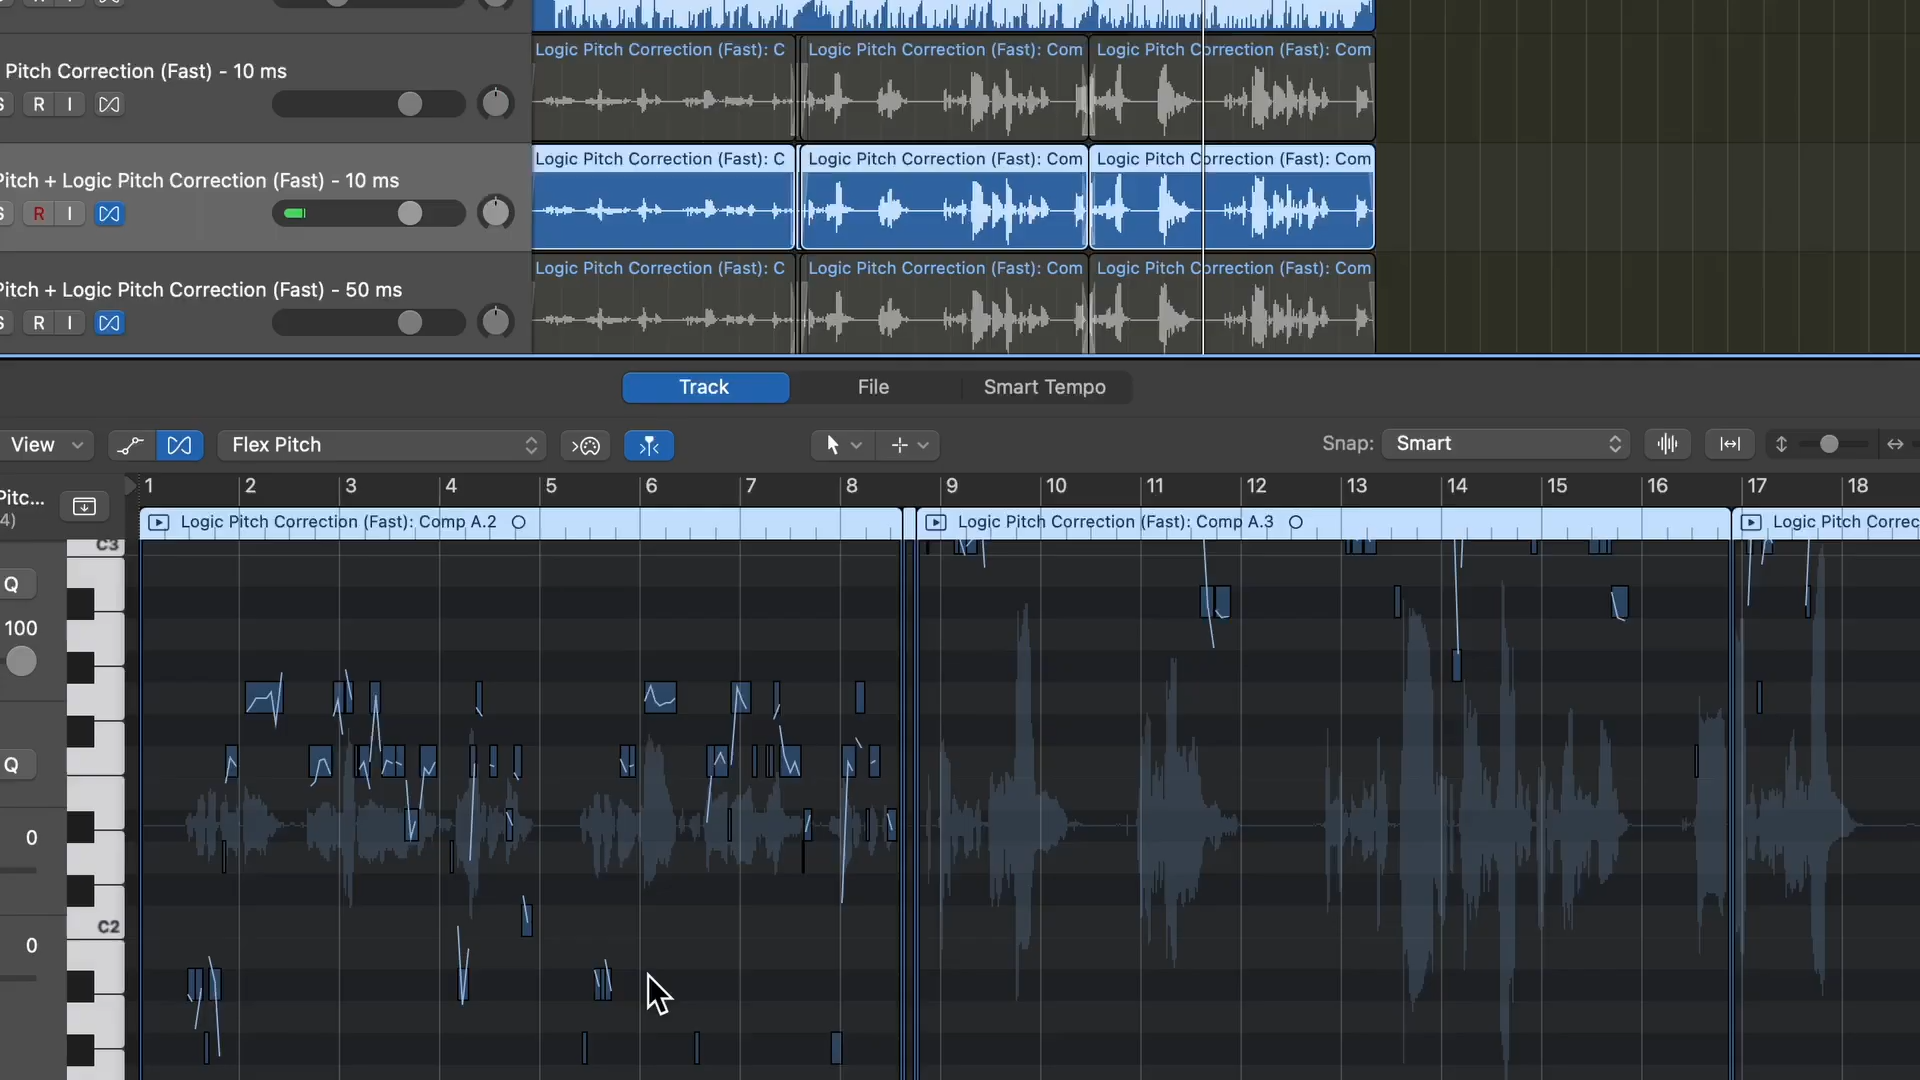 Logic Pitch Correction (Fast): C
Logic Pitch Correction (Fast): Com
Logic Pitch Correction (Fast): Com
Pitch Correction (Fast) - 10 ms
S R I
Logic Pitch Correction (Fast): C
Logic Pitch Correction (Fast): Com
Logic Pitch Correction (Fast): Com
Pitch + Logic Pitch Correction (Fast) - 10 ms
S R I
Logic Pitch Correction (Fast): C
Logic Pitch Correction (Fast): Com
Logic Pitch Correction (Fast): Com
Pitch + Logic Pitch Correction (Fast) - 50 ms
S R I
Track File Smart Tempo
View Flex Pitch Snap: Smart
1 2 3 4 5 6 7 8 9 10 11 12 13 14 15 16 17 18
Pitc...
4)
Logic Pitch Correction (Fast): Comp A.2
Logic Pitch Correction (Fast): Comp A.3
Logic Pitch Correc
C3
Q
100
Q
0
C2
0